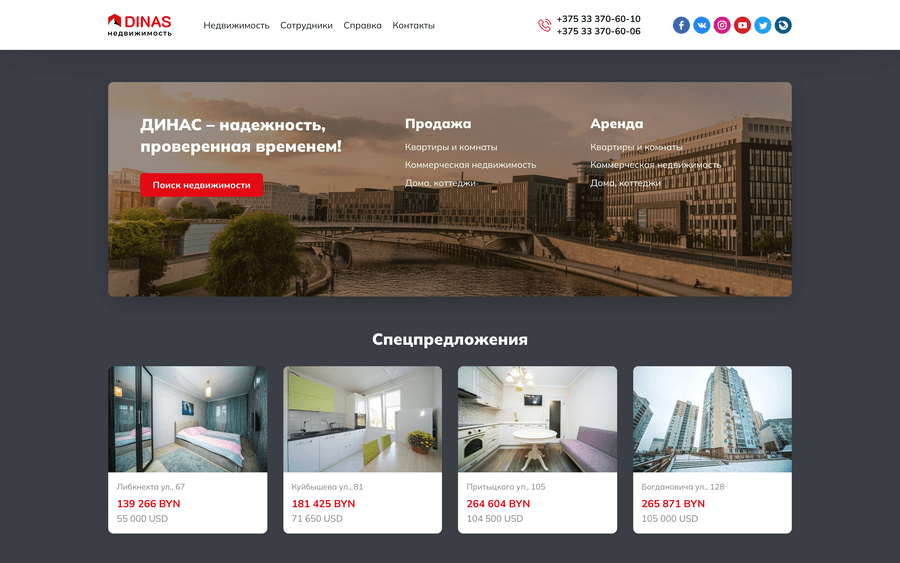 DINAS
недвижимость
Недвижимость Сотрудники Справка Контакты
+375 33 370-60-10
+375 33 370-60-06
ДИНАС – надежность,
проверенная временем!
Поиск недвижимости
Продажа
Квартиры и комнаты
Коммерческая недвижимость
Дома, коттеджи
Аренда
Квартиры и комнаты
Коммерческая недвижимость
Дома, коттеджи
Спецпредложения
Либкнехта ул., 67
139 266 BYN
55 000 USD
Куйбышева ул., 81
181 425 BYN
71 650 USD
Притыцкого ул., 105
264 604 BYN
104 500 USD
Богдановича ул., 128
265 871 BYN
105 000 USD